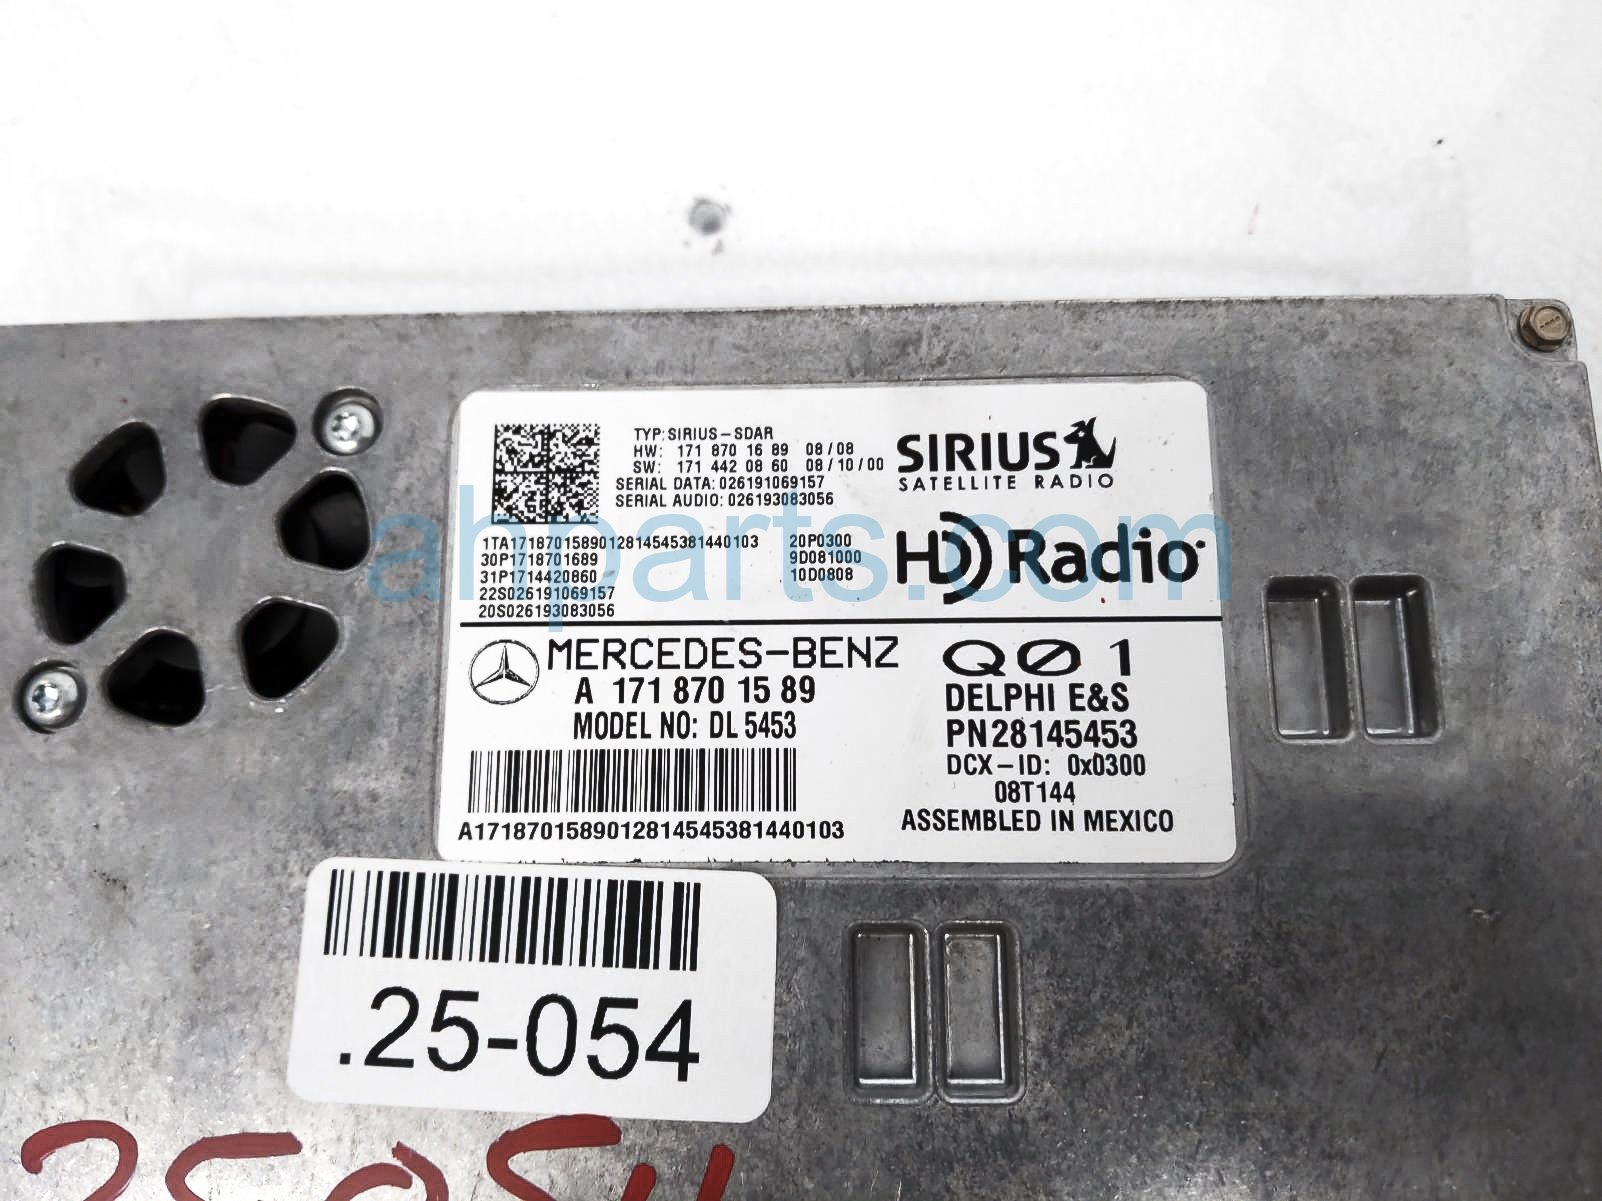 TYP: SIRIUS-SDAR
HW: 171 870 16 89 08/08
SW: 171 442 08 60 08/10/00
SERIAL DATA: 026191069157
SERIAL AUDIO: 026193083056
SIRIUS
SATELLITE RADIO
1TA1718701589012814545381440103 20P0300
30P1718701689 9D081000
31P1714420860 10D0808
22S026191069157
20S026193083056
HD Radio
ahparts.com
MERCEDES-BENZ
A 171 870 15 89
MODEL NO: DL 5453
A1718701589012814545381440103
Q01
DELPHI E&S
PN28145453
DCX-ID: 0x0300
08T144
ASSEMBLED IN MEXICO
.25-054
25054